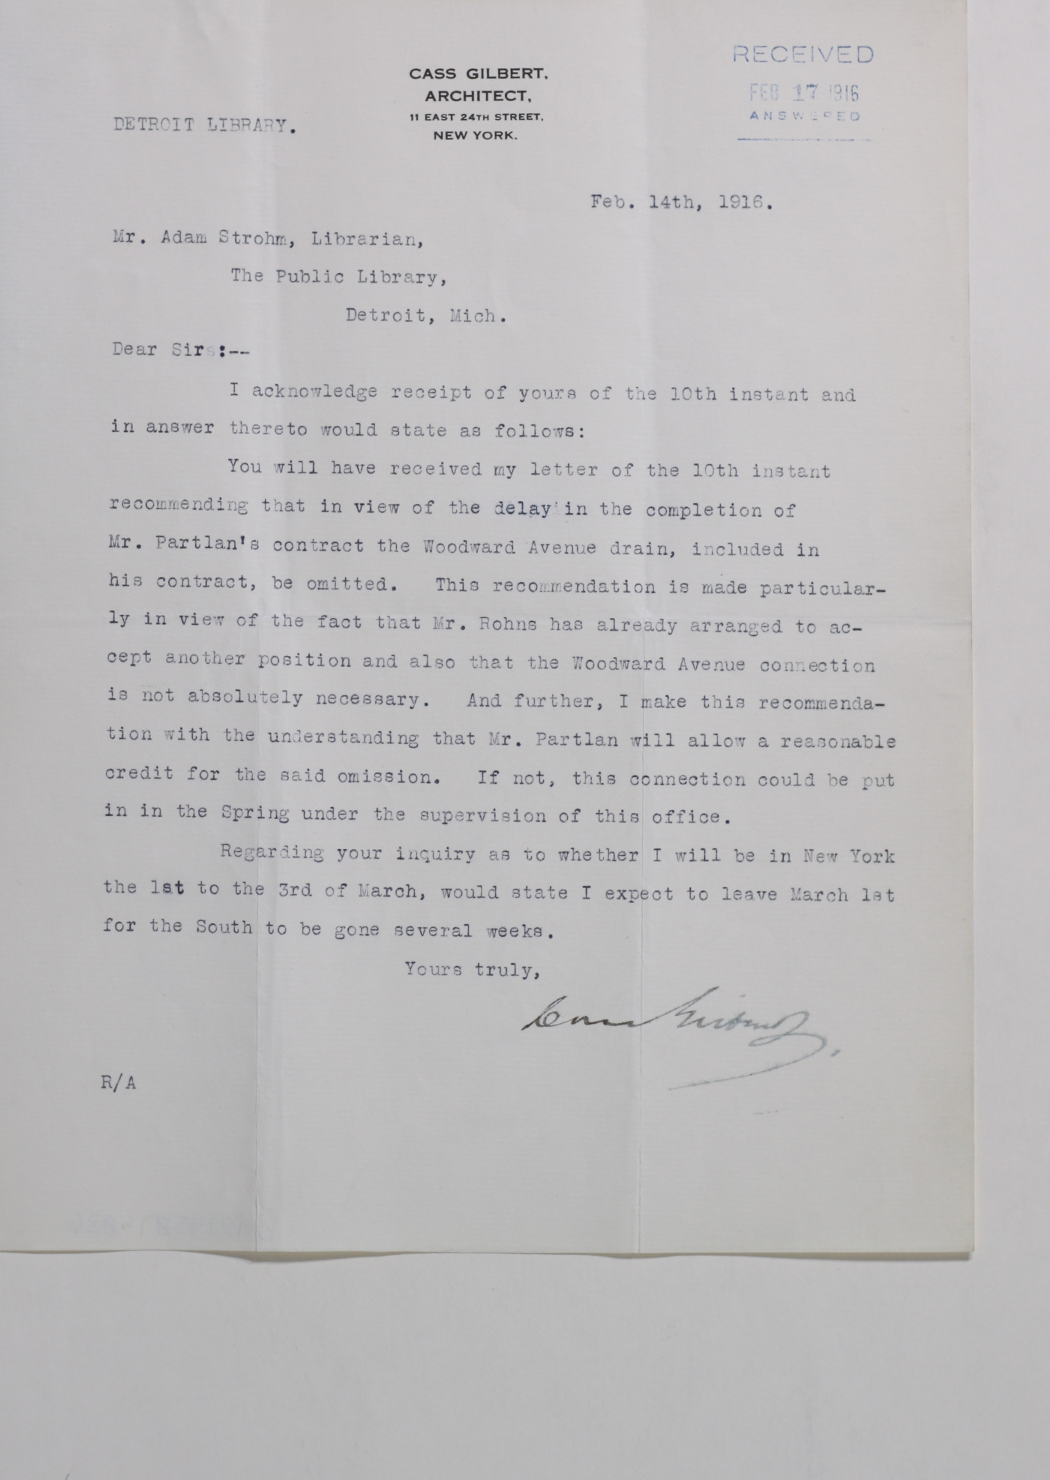 CASS GILBERT,
ARCHITECT,
11 EAST 24TH STREET,
NEW YORK.
RECEIVED
FEB 17 1916
ANSWERED
DETROIT LIBRARY.
Feb. 14th, 1916.
Mr. Adam Strohm, Librarian,
The Public Library,
Detroit, Mich.
Dear Sir:--
I acknowledge receipt of yours of the 10th instant and
in answer thereto would state as follows:
You will have received my letter of the 10th instant
recommending that in view of the delay in the completion of
Mr. Partlan's contract the Woodward Avenue drain, included in
his contract, be omitted. This recommendation is made particular-
ly in view of the fact that Mr. Rohns has already arranged to ac-
cept another position and also that the Woodward Avenue connection
is not absolutely necessary. And further, I make this recommenda-
tion with the understanding that Mr. Partlan will allow a reasonable
credit for the said omission. If not, this connection could be put
in in the Spring under the supervision of this office.
Regarding your inquiry as to whether I will be in New York
the 1st to the 3rd of March, would state I expect to leave March 1st
for the South to be gone several weeks.
Yours truly,
Cass Gilbert.
R/A